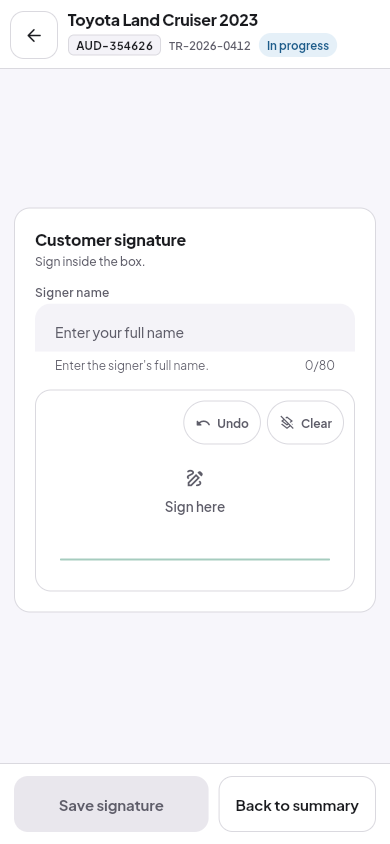 Toyota Land Cruiser 2023
AUD-354626 TR-2026-0412 In progress
Customer signature
Sign inside the box.
Signer name
Enter your full name
Enter the signer's full name. 0/80
Undo Clear
Sign here
Save signature Back to summary